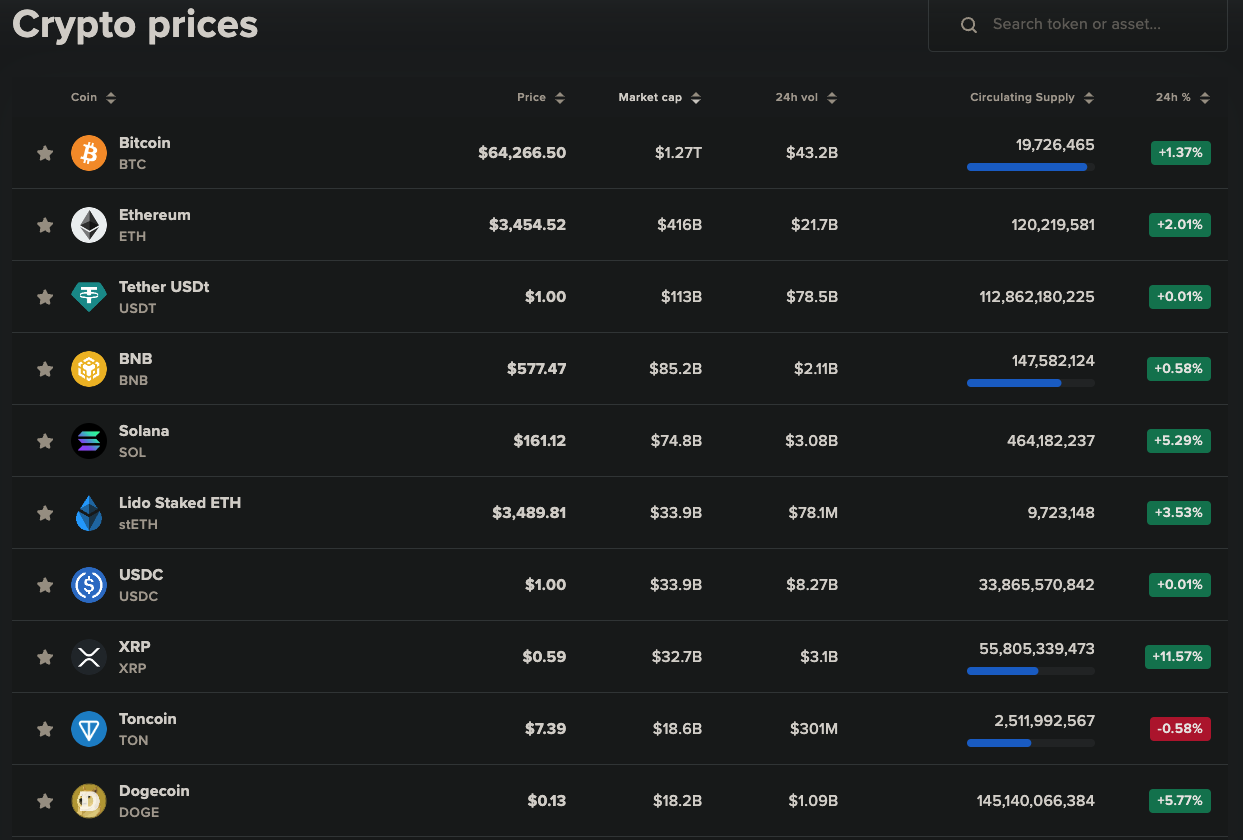 Crypto prices
Search token or asset...
Coin Price Market cap 24h vol Circulating Supply 24h %
Bitcoin
BTC
$64,266.50 $1.27T $43.2B 19,726,465 +1.37%
Ethereum
ETH
$3,454.52 $416B $21.7B 120,219,581 +2.01%
Tether USDt
USDT
$1.00 $113B $78.5B 112,862,180,225 +0.01%
BNB
BNB
$577.47 $85.2B $2.11B 147,582,124 +0.58%
Solana
SOL
$161.12 $74.8B $3.08B 464,182,237 +5.29%
Lido Staked ETH
stETH
$3,489.81 $33.9B $78.1M 9,723,148 +3.53%
USDC
USDC
$1.00 $33.9B $8.27B 33,865,570,842 +0.01%
XRP
XRP
$0.59 $32.7B $3.1B 55,805,339,473 +11.57%
Toncoin
TON
$7.39 $18.6B $301M 2,511,992,567 -0.58%
Dogecoin
DOGE
$0.13 $18.2B $1.09B 145,140,066,384 +5.77%